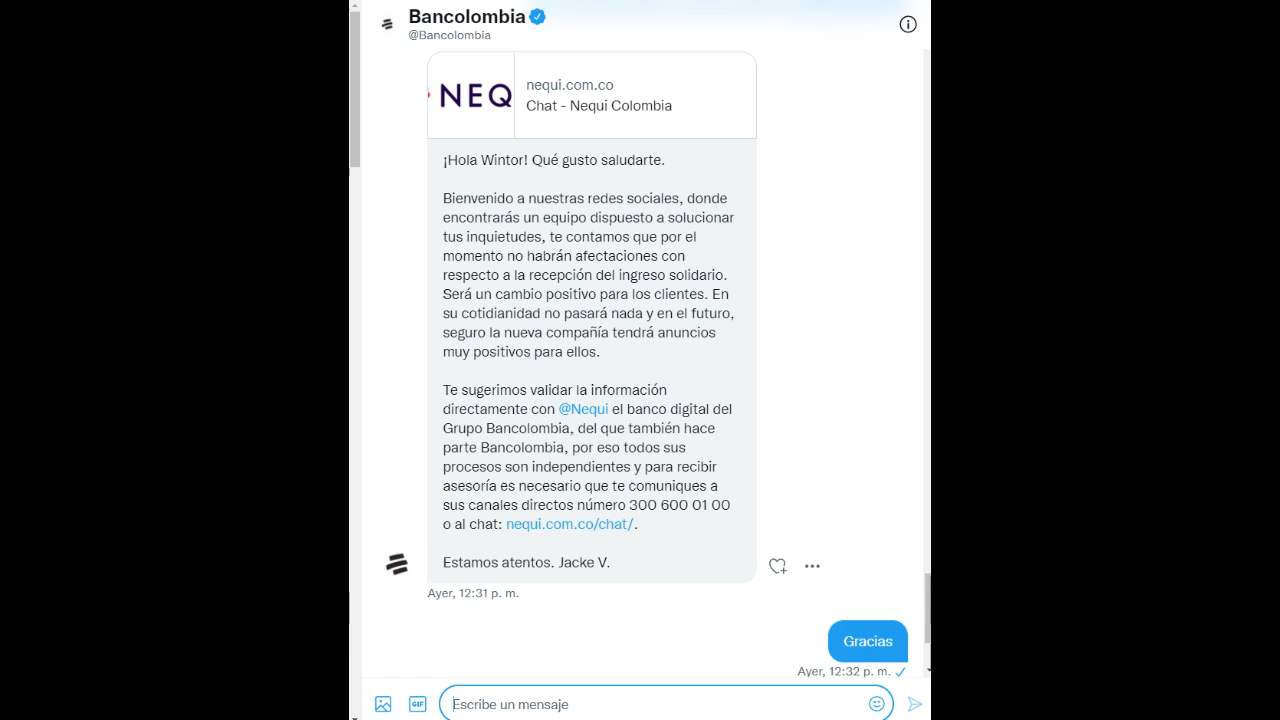 Bancolombia
@Bancolombia
NEQ
nequi.com.co
Chat - Nequi Colombia
¡Hola Wintor! Qué gusto saludarte.
Bienvenido a nuestras redes sociales, donde
encontrarás un equipo dispuesto a solucionar
tus inquietudes, te contamos que por el
momento no habrán afectaciones con
respecto a la recepción del ingreso solidario.
Será un cambio positivo para los clientes. En
su cotidianidad no pasará nada y en el futuro,
seguro la nueva compañía tendrá anuncios
muy positivos para ellos.
Te sugerimos validar la información
directamente con @Nequi el banco digital del
Grupo Bancolombia, del que también hace
parte Bancolombia, por eso todos sus
procesos son independientes y para recibir
asesoría es necesario que te comuniques a
sus canales directos número 300 600 01 00
o al chat: nequi.com.co/chat/.
Estamos atentos. Jacke V.
Ayer, 12:31 p. m.
Gracias
Ayer, 12:32 p. m.
GIF
Escribe un mensaje